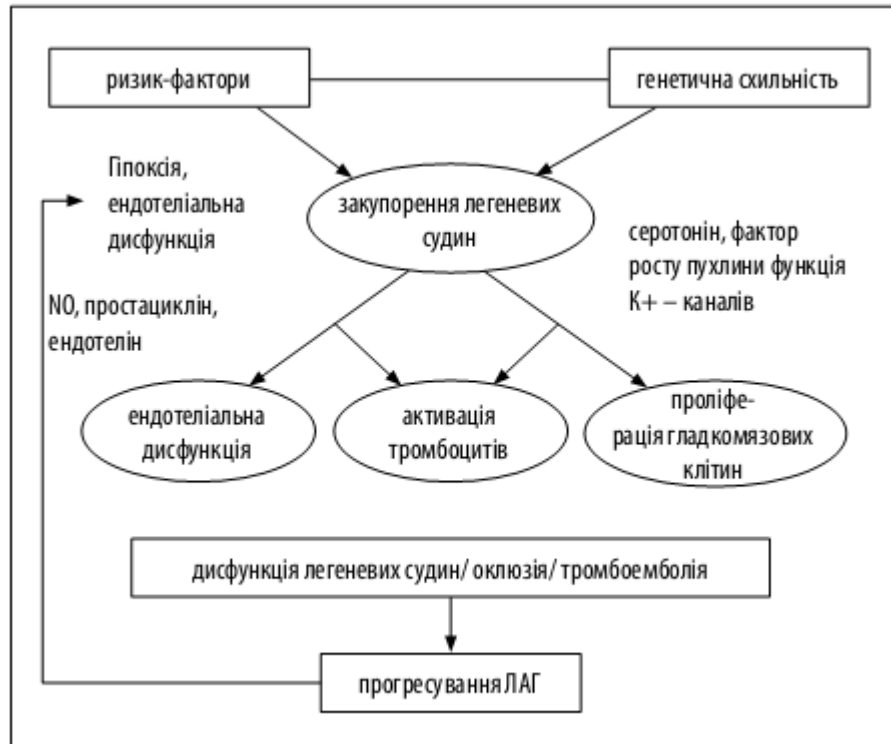 ризик-фактори
генетична схильність
Гіпоксія,
ендотеліальна
дисфункція
закупорення легеневих
судин
серотонін, фактор
росту пухлини функція
К+ – каналів
NO, простациклін,
ендотелін
ендотеліальна
дисфункція
активація
тромбоцитів
проліфе-
рація гладкомязових
клітин
дисфункція легеневих судин/ оклюзія/ тромбоемболія
прогресування ЛАГ